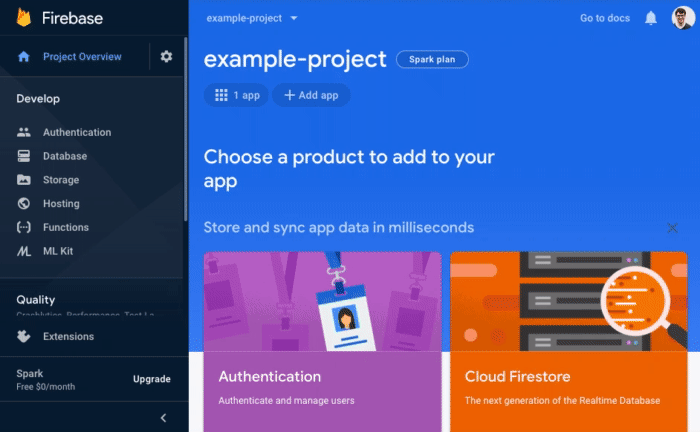 Firebase
Project Overview
Develop
Authentication
Database
Storage
Hosting
Functions
ML Kit
Quality
Crashlytics, Performance, Test La...
Extensions
Spark
Free $0/month
Upgrade
example-project
Go to docs
example-project
Spark plan
1 app
+ Add app
Choose a product to add to your
app
Store and sync app data in milliseconds
Authentication
Authenticate and manage users
Cloud Firestore
The next generation of the Realtime Database